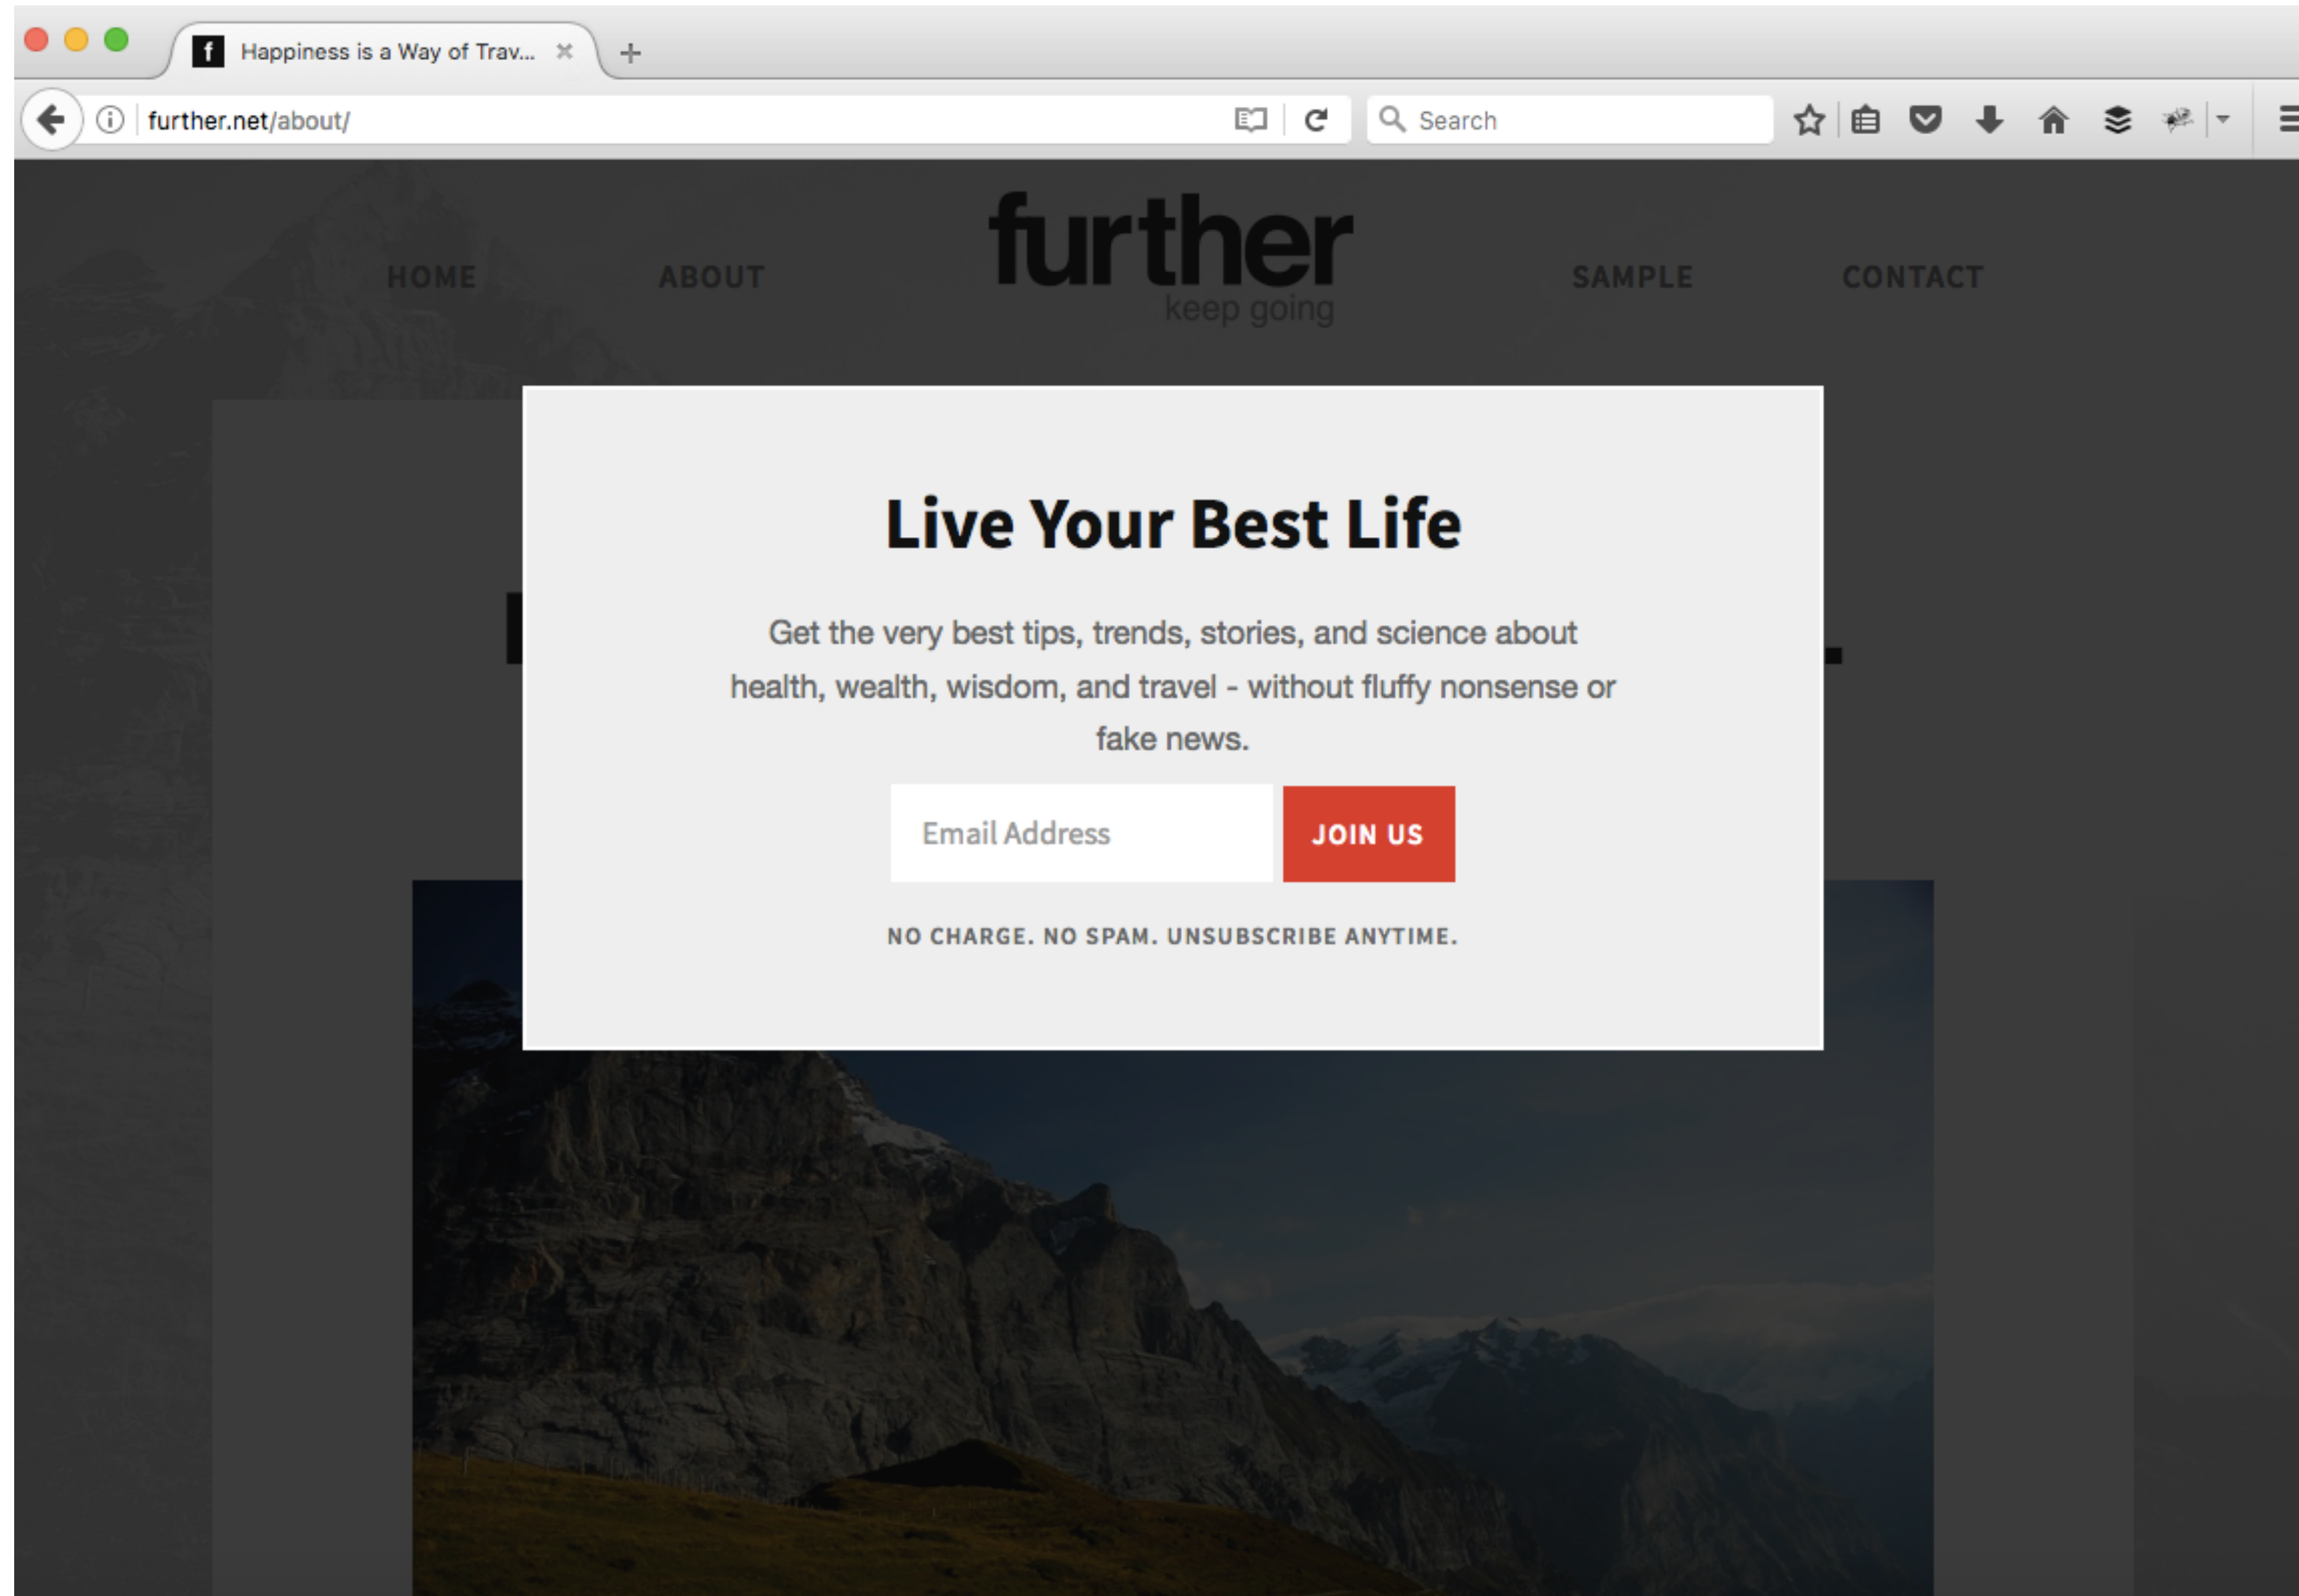 f Happiness is a Way of Trav...
further.net/about/
Search
further
keep going
HOME
ABOUT
SAMPLE
CONTACT
Live Your Best Life
Get the very best tips, trends, stories, and science about
health, wealth, wisdom, and travel - without fluffy nonsense or
fake news.
Email Address
JOIN US
NO CHARGE. NO SPAM. UNSUBSCRIBE ANYTIME.